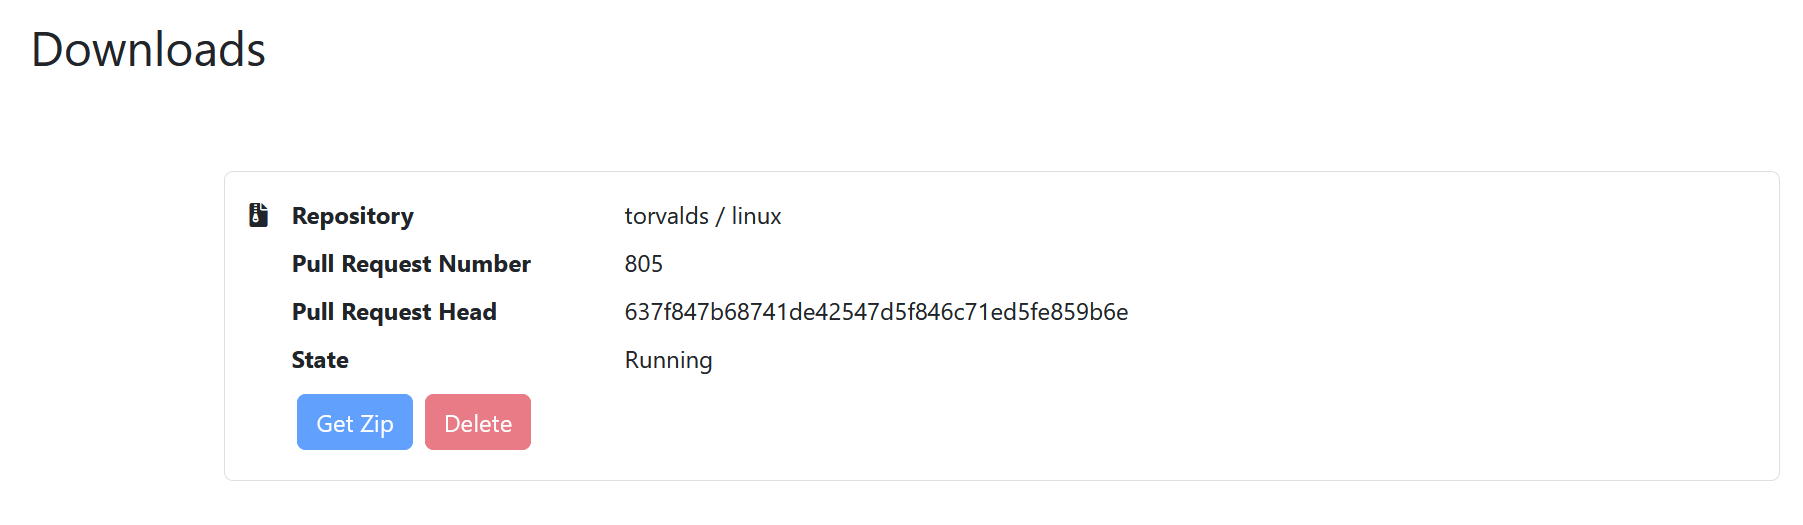 Downloads
Repository torvalds / linux
Pull Request Number 805
Pull Request Head 637f847b68741de42547d5f846c71ed5fe859b6e
State Running
Get Zip Delete